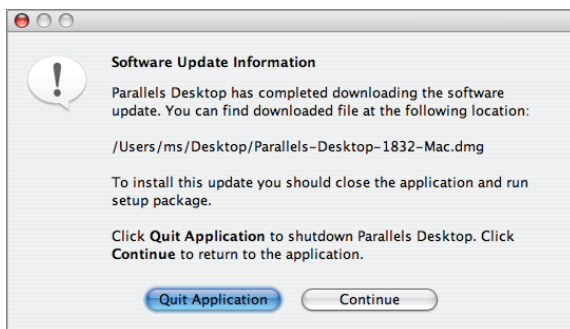 Software Update Information
Parallels Desktop has completed downloading the software
update. You can find downloaded file at the following location:
/Users/ms/Desktop/Parallels-Desktop-1832-Mac.dmg
To install this update you should close the application and run
setup package.
Click Quit Application to shutdown Parallels Desktop. Click
Continue to return to the application.
Quit Application
Continue